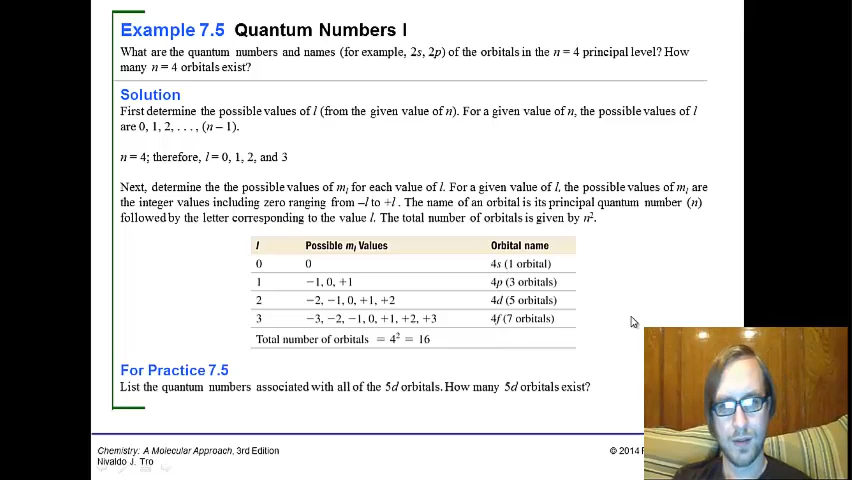 Example 7.5 Quantum Numbers I
What are the quantum numbers and names (for example, 2s, 2p) of the orbitals in the n = 4 principal level? How
many n = 4 orbitals exist?
Solution
First determine the possible values of l (from the given value of n). For a given value of n, the possible values of l
are 0, 1, 2, . . . , (n – 1).
n = 4; therefore, l = 0, 1, 2, and 3
Next, determine the the possible values of mₗ for each value of l. For a given value of l, the possible values of mₗ are
the integer values including zero ranging from –l to +l . The name of an orbital is its principal quantum number (n)
followed by the letter corresponding to the value l. The total number of orbitals is given by n².
l Possible mₗ Values Orbital name
0 0 4s (1 orbital)
1 −1, 0, +1 4p (3 orbitals)
2 −2, −1, 0, +1, +2 4d (5 orbitals)
3 −3, −2, −1, 0, +1, +2, +3 4f (7 orbitals)
Total number of orbitals = 4² = 16
For Practice 7.5
List the quantum numbers associated with all of the 5d orbitals. How many 5d orbitals exist?
Chemistry: A Molecular Approach, 3rd Edition
Nivaldo J. Tro
© 2014